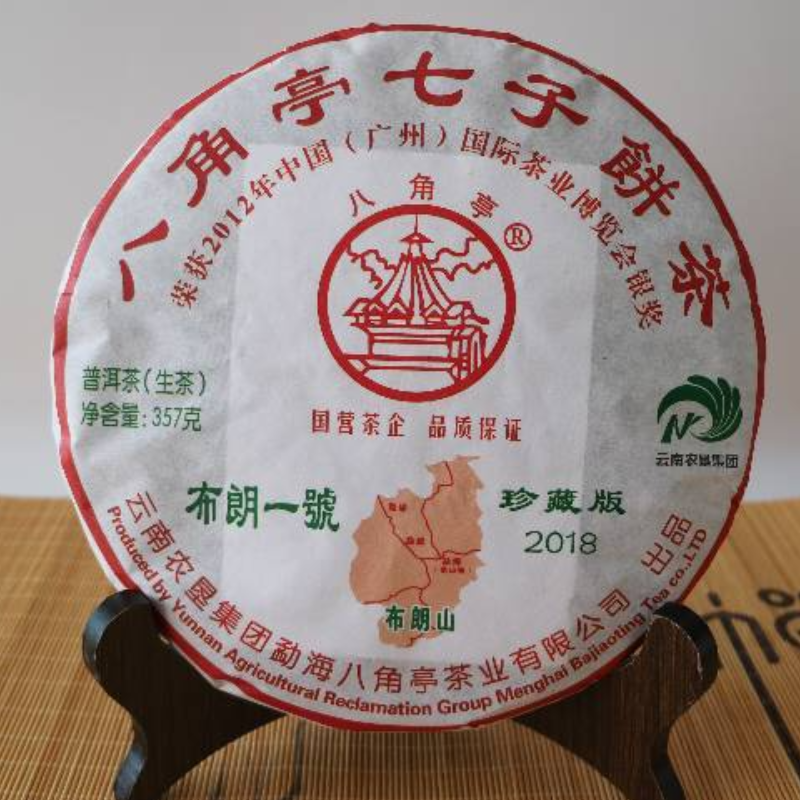 八角亭七子餅茶
荣获2012年中国（广州）国际茶业博览会银奖
八角亭®
普洱茶（生茶）
净含量: 357克
国营茶企 品质保证
云南农垦集团
布朗一號
珍藏版
2018
勐海
布朗山
云南农垦集团勐海八角亭茶业有限公司 出品
Produced by Yunnan Agricultural Reclamation Group Menghai Bajiaoting Tea co.,LTD